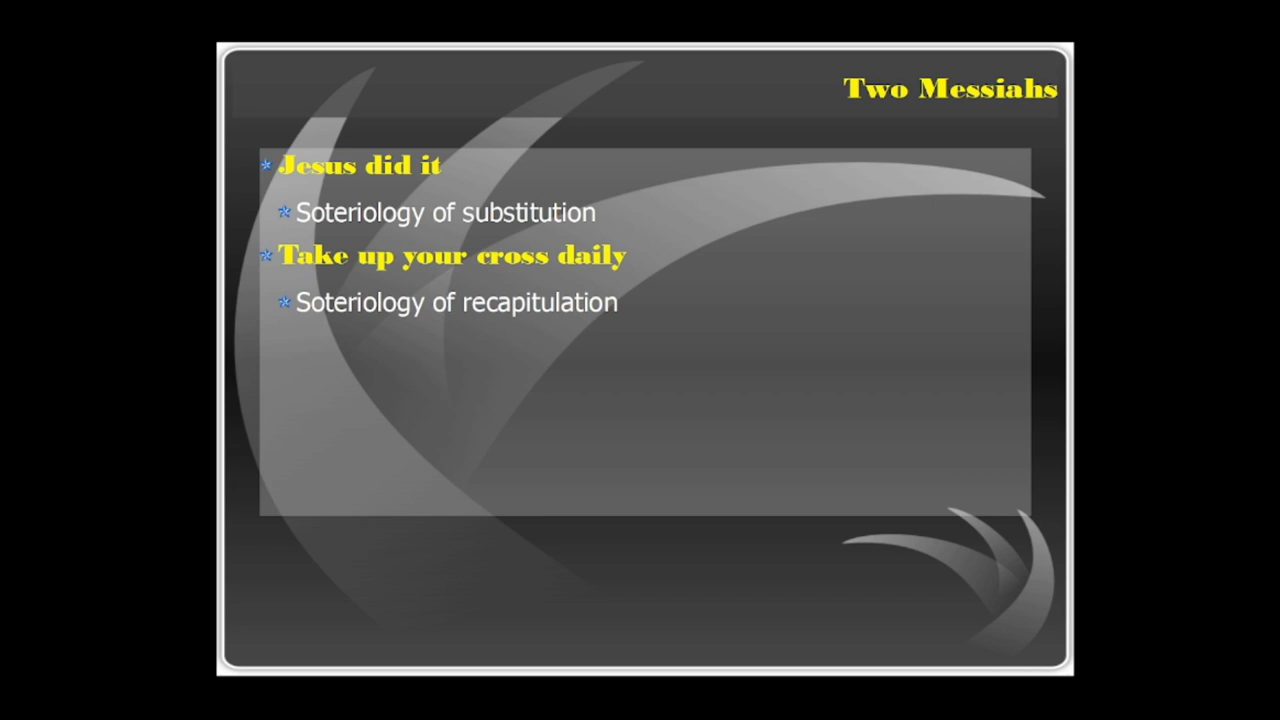 Two Messiahs
Jesus did it
Soteriology of substitution
Take up your cross daily
Soteriology of recapitulation